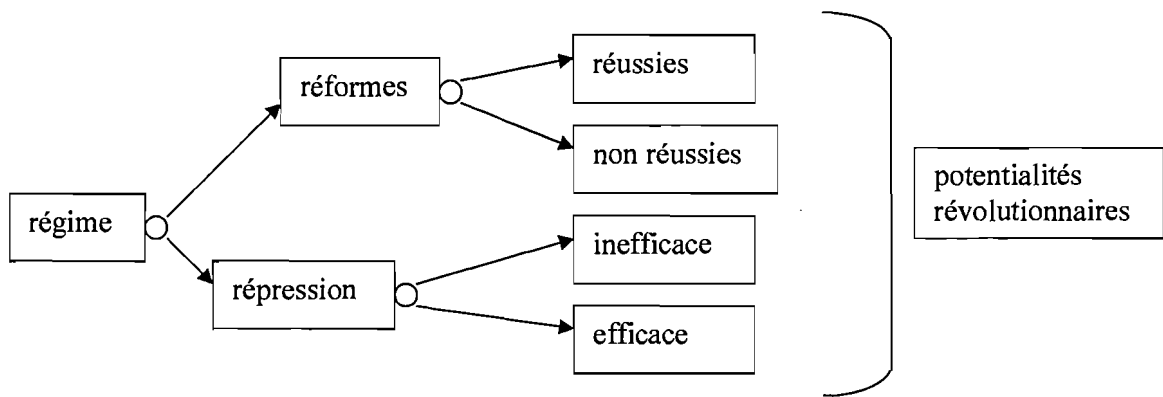 réussies
réformes
non réussies
potentialités
révolutionnaires
régime
inefficace
répression
efficace